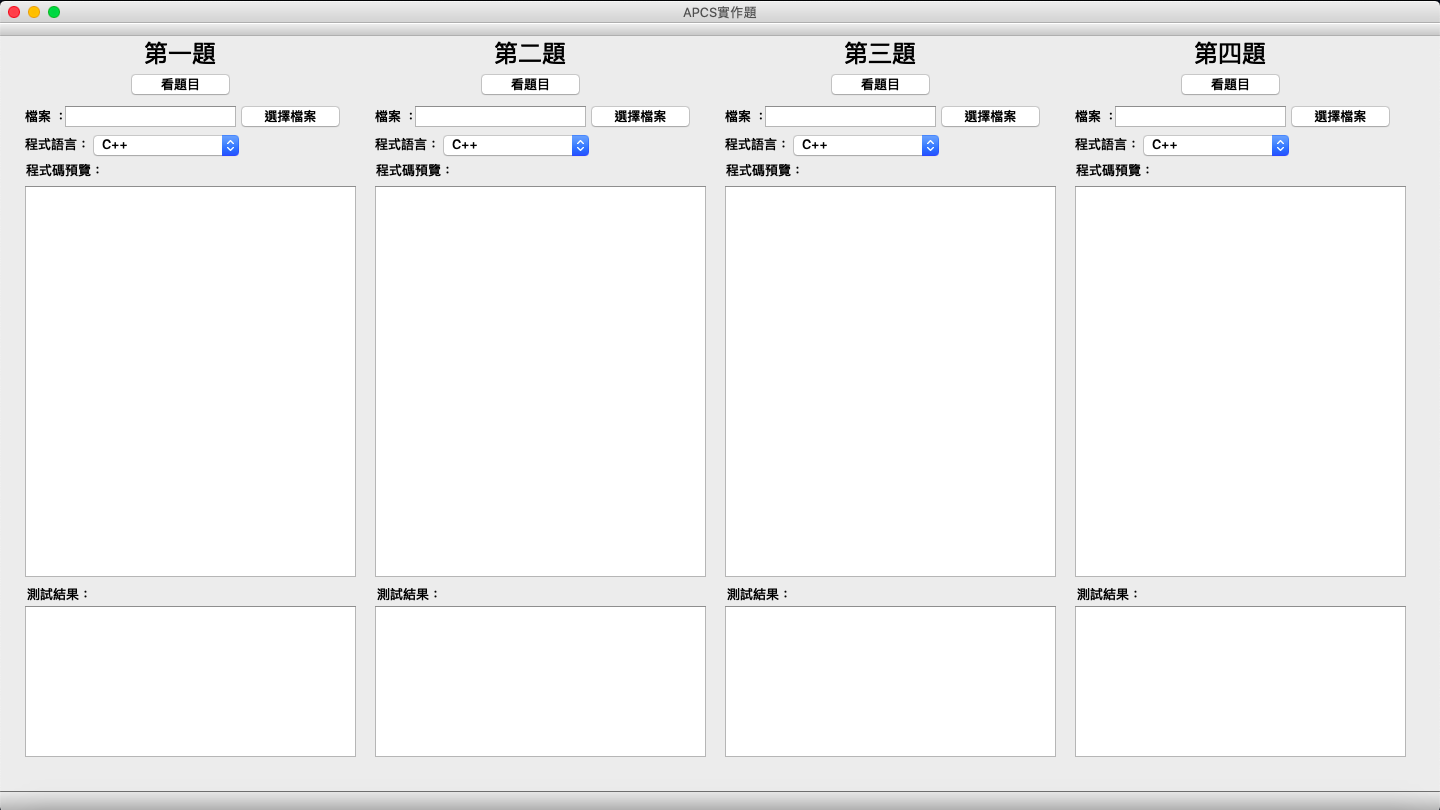 APCS實作題
第一題
看題目
檔案 ：
選擇檔案
程式語言： C++
程式碼預覽：
測試結果：
第二題
看題目
檔案 ：
選擇檔案
程式語言： C++
程式碼預覽：
測試結果：
第三題
看題目
檔案 ：
選擇檔案
程式語言： C++
程式碼預覽：
測試結果：
第四題
看題目
檔案 ：
選擇檔案
程式語言： C++
程式碼預覽：
測試結果：